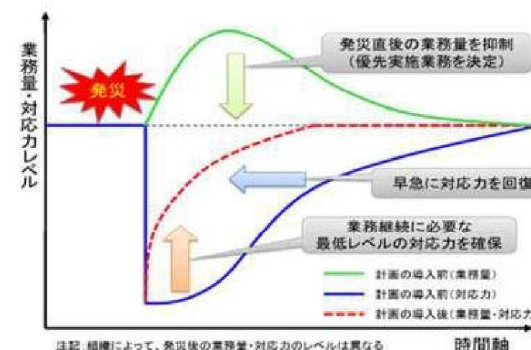 業務量・対応力レベル
発災
発災直後の業務量を抑制
(優先実施業務を決定)
早急に対応力を回復
業務継続に必要な
最低レベルの対応力を確保
計画の導入前(業務量)
計画の導入前(対応力)
計画の導入後(業務量・対応力
注記:組織によって、発災後の業務量・対応力のレベルは異なる
時間軸